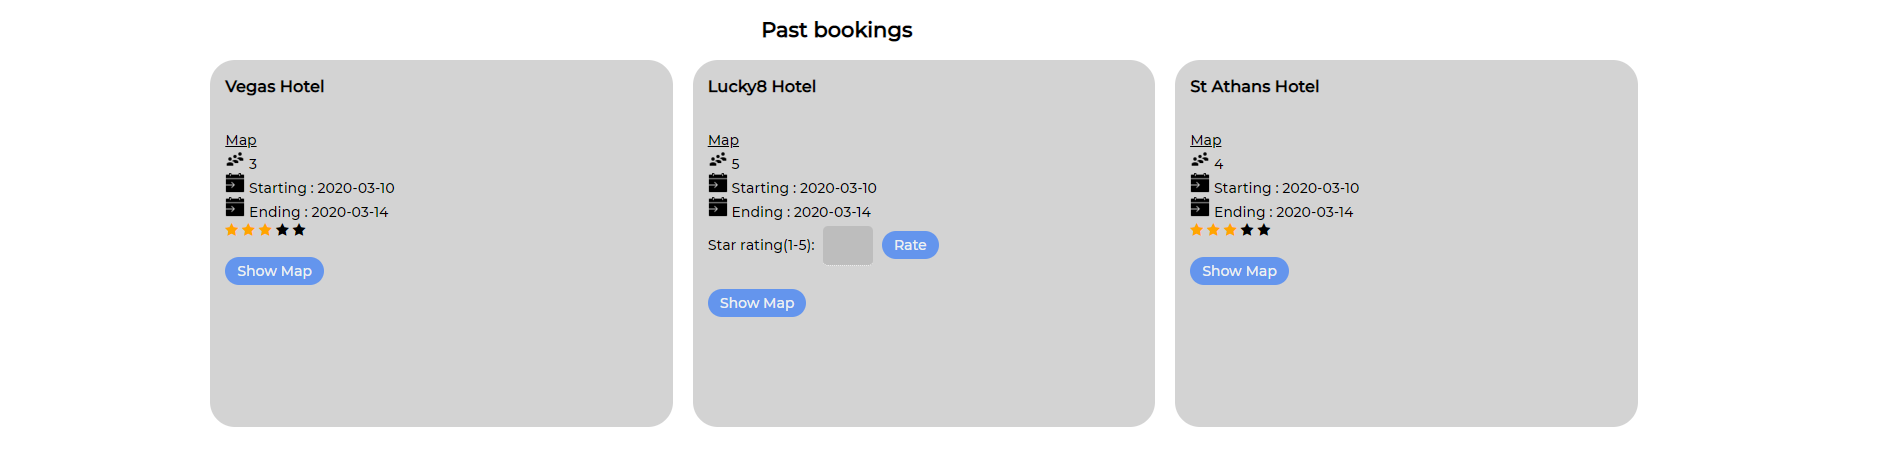 Past bookings
Vegas Hotel
Map
3
Starting : 2020-03-10
Ending : 2020-03-14
Show Map
Lucky8 Hotel
Map
5
Starting : 2020-03-10
Ending : 2020-03-14
Star rating(1-5):
Rate
Show Map
St Athans Hotel
Map
4
Starting : 2020-03-10
Ending : 2020-03-14
Show Map